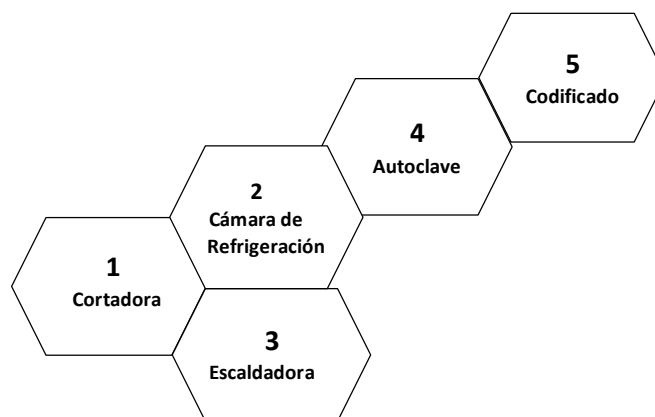 1
Cortadora
2
Cámara de
Refrigeración
3
Escaldadora
4
Autoclave
5
Codificado